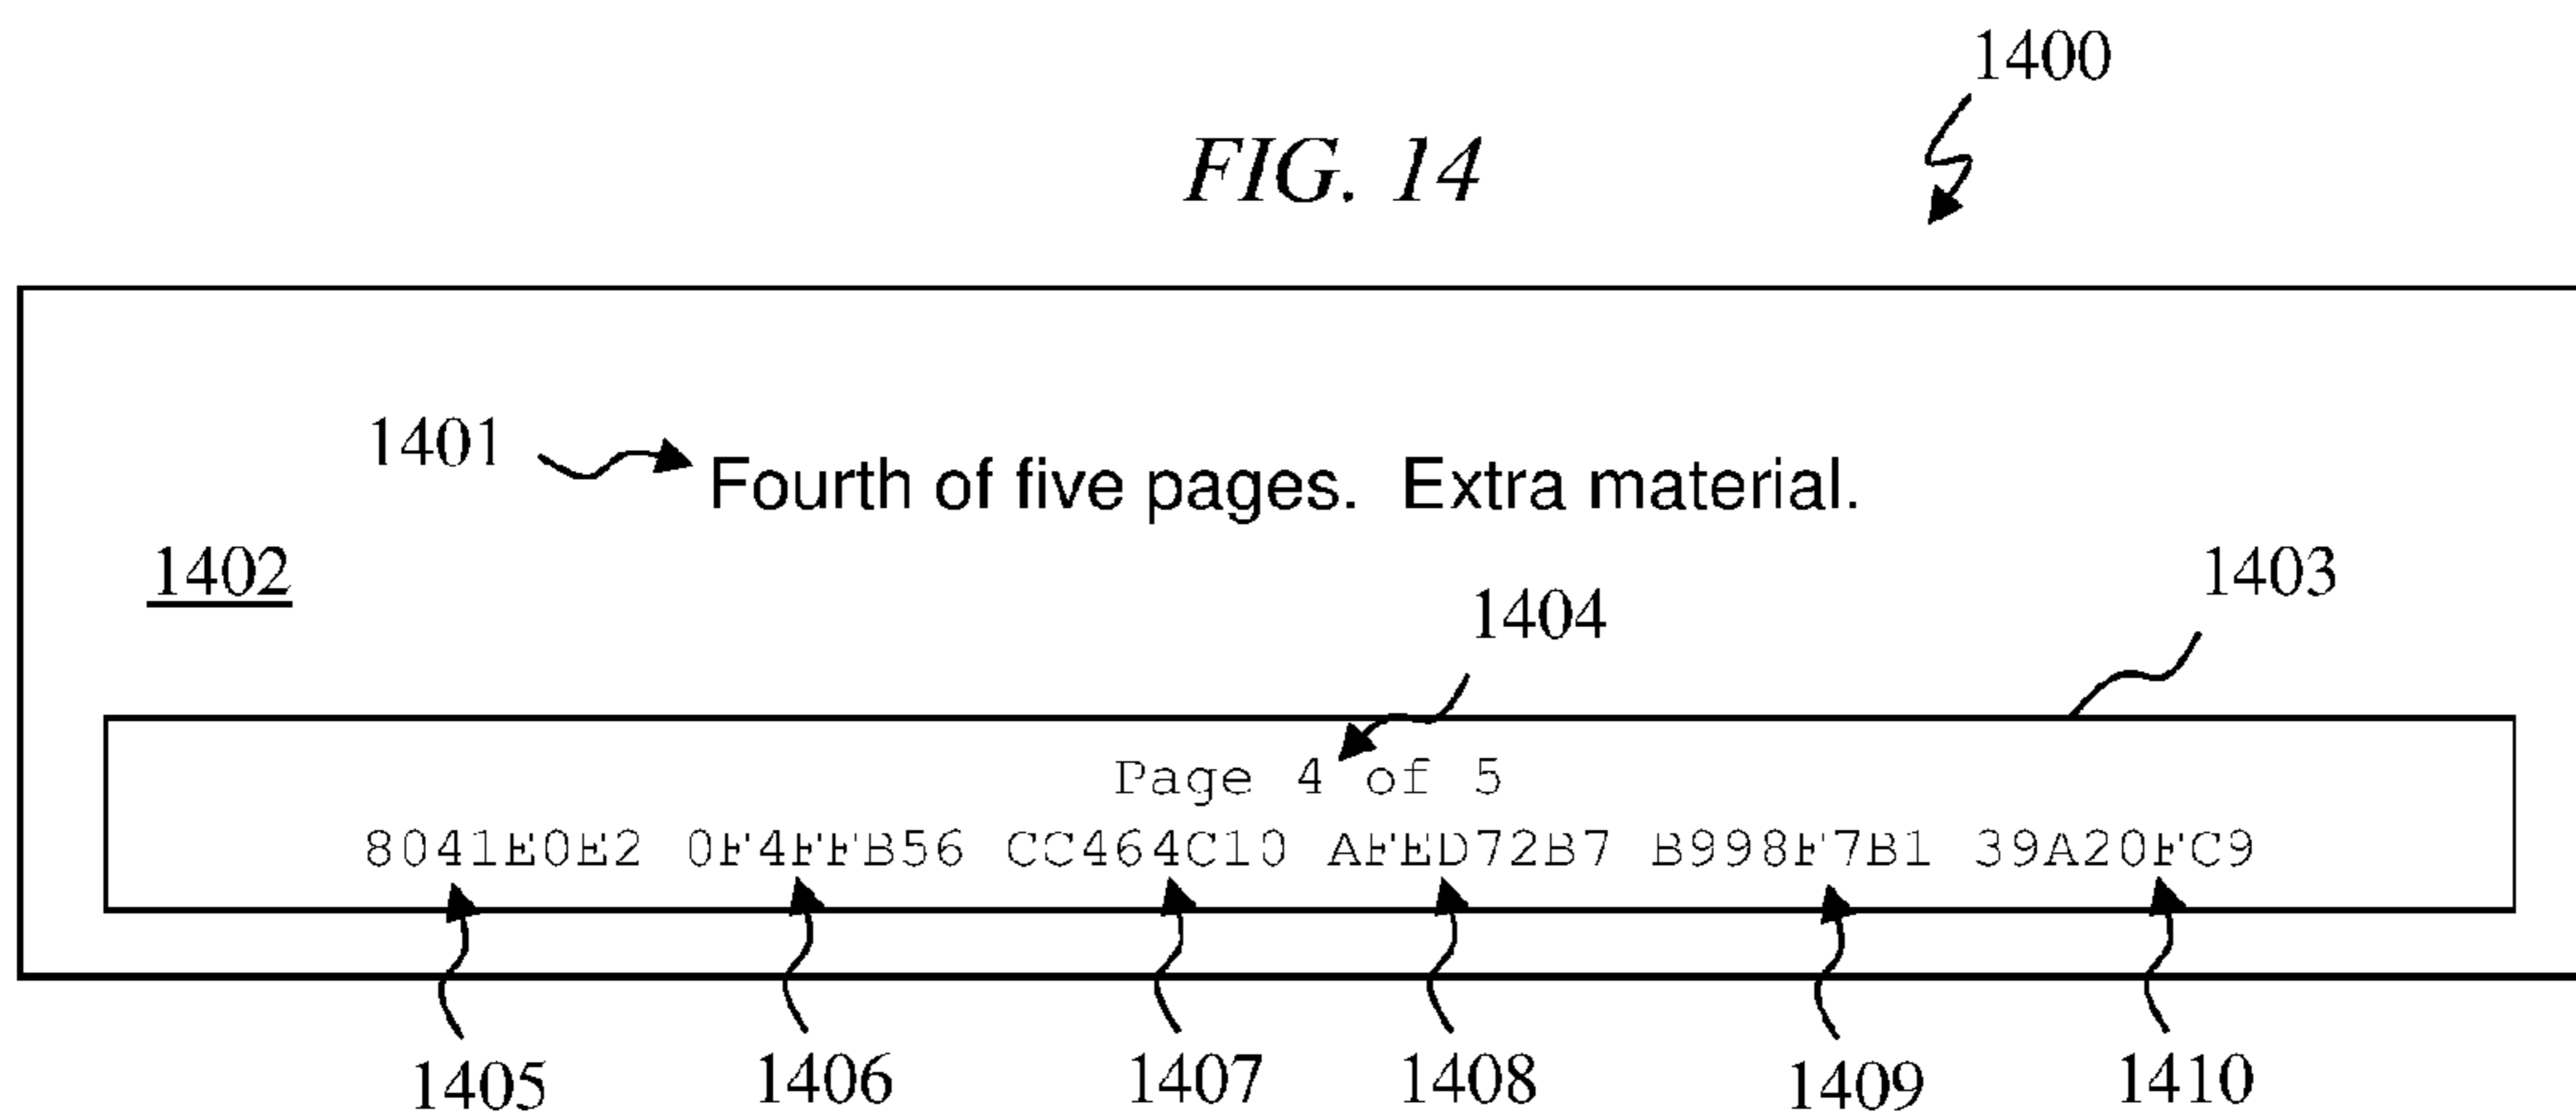 1400
FIG. 14
1401
Fourth of five pages. Extra material.
1402
1403
1404
Page 4 of 5
8041E0E2 0F4FFB56 CC464C10 AFED72B7 B998F7B1 39A20FC9
1405 1406 1407 1408 1409 1410